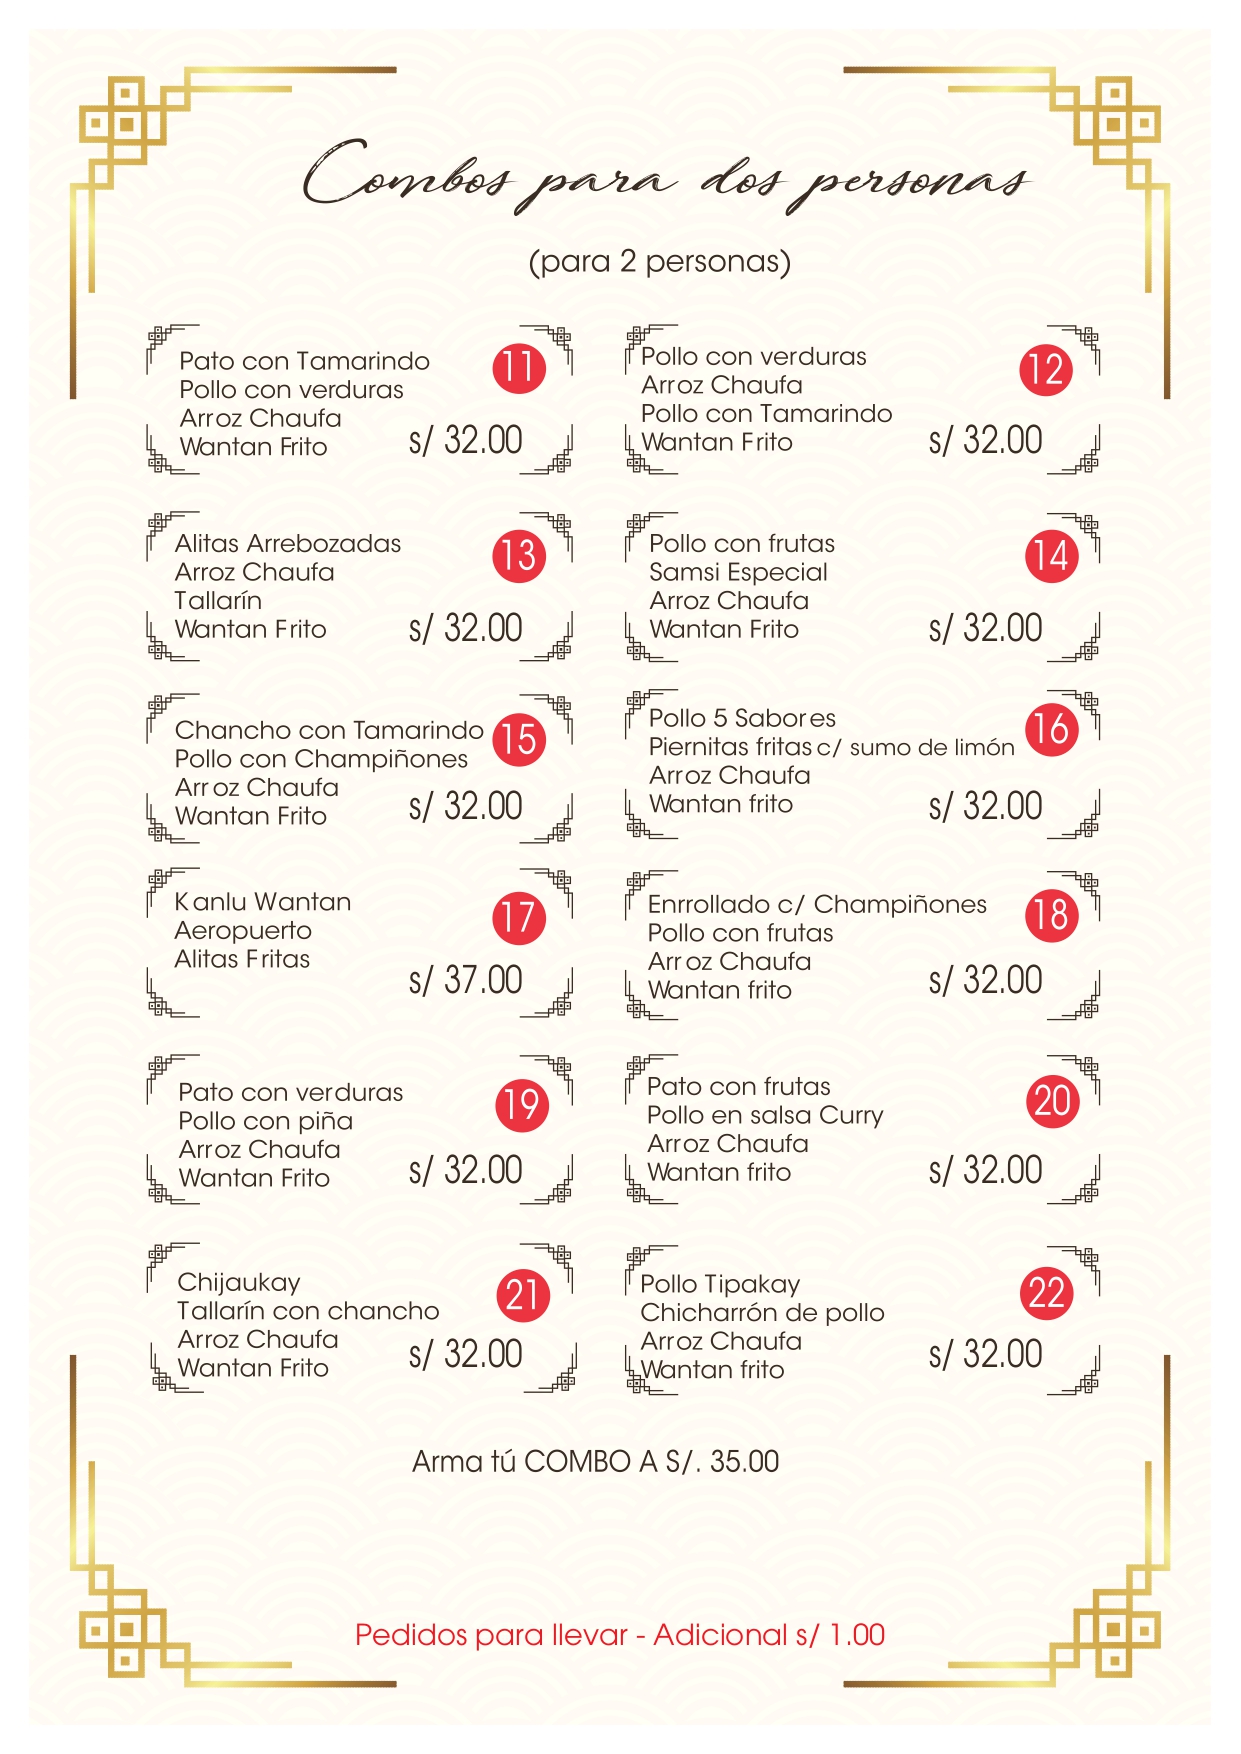 Combos para dos personas
(para 2 personas)
11
Pato con Tamarindo
Pollo con verduras
Arroz Chaufa
Wantan Frito
s/ 32.00
12
Pollo con verduras
Arroz Chaufa
Pollo con Tamarindo
Wantan Frito
s/ 32.00
13
Alitas Arrebozadas
Arroz Chaufa
Tallarín
Wantan Frito
s/ 32.00
14
Pollo con frutas
Samsi Especial
Arroz Chaufa
Wantan Frito
s/ 32.00
15
Chancho con Tamarindo
Pollo con Champiñones
Arroz Chaufa
Wantan Frito
s/ 32.00
16
Pollo 5 Sabores
Piernitas fritas c/ sumo de limón
Arroz Chaufa
Wantan frito
s/ 32.00
17
Kanlu Wantan
Aeropuerto
Alitas Fritas
s/ 37.00
18
Enrrollado c/ Champiñones
Pollo con frutas
Arroz Chaufa
Wantan frito
s/ 32.00
19
Pato con verduras
Pollo con piña
Arroz Chaufa
Wantan Frito
s/ 32.00
20
Pato con frutas
Pollo en salsa Curry
Arroz Chaufa
Wantan frito
s/ 32.00
21
Chijaukay
Tallarín con chancho
Arroz Chaufa
Wantan Frito
s/ 32.00
22
Pollo Tipakay
Chicharrón de pollo
Arroz Chaufa
Wantan frito
s/ 32.00
Arma tú COMBO A S/. 35.00
Pedidos para llevar - Adicional s/ 1.00